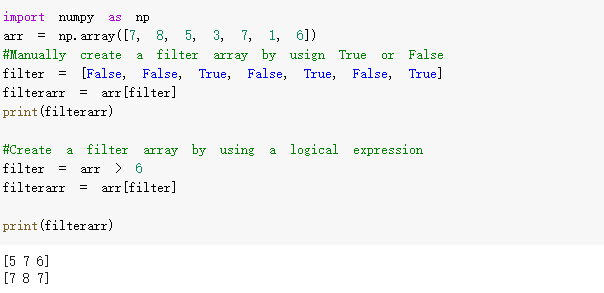 import numpy as np
arr = np.array([7, 8, 5, 3, 7, 1, 6])
#Manually create a filter array by usign True or False
filter = [False, False, True, False, True, False, True]
filterarr = arr[filter]
print(filterarr)
#Create a filter array by using a logical expression
filter = arr > 6
filterarr = arr[filter]
print(filterarr)
[5 7 6]
[7 8 7]